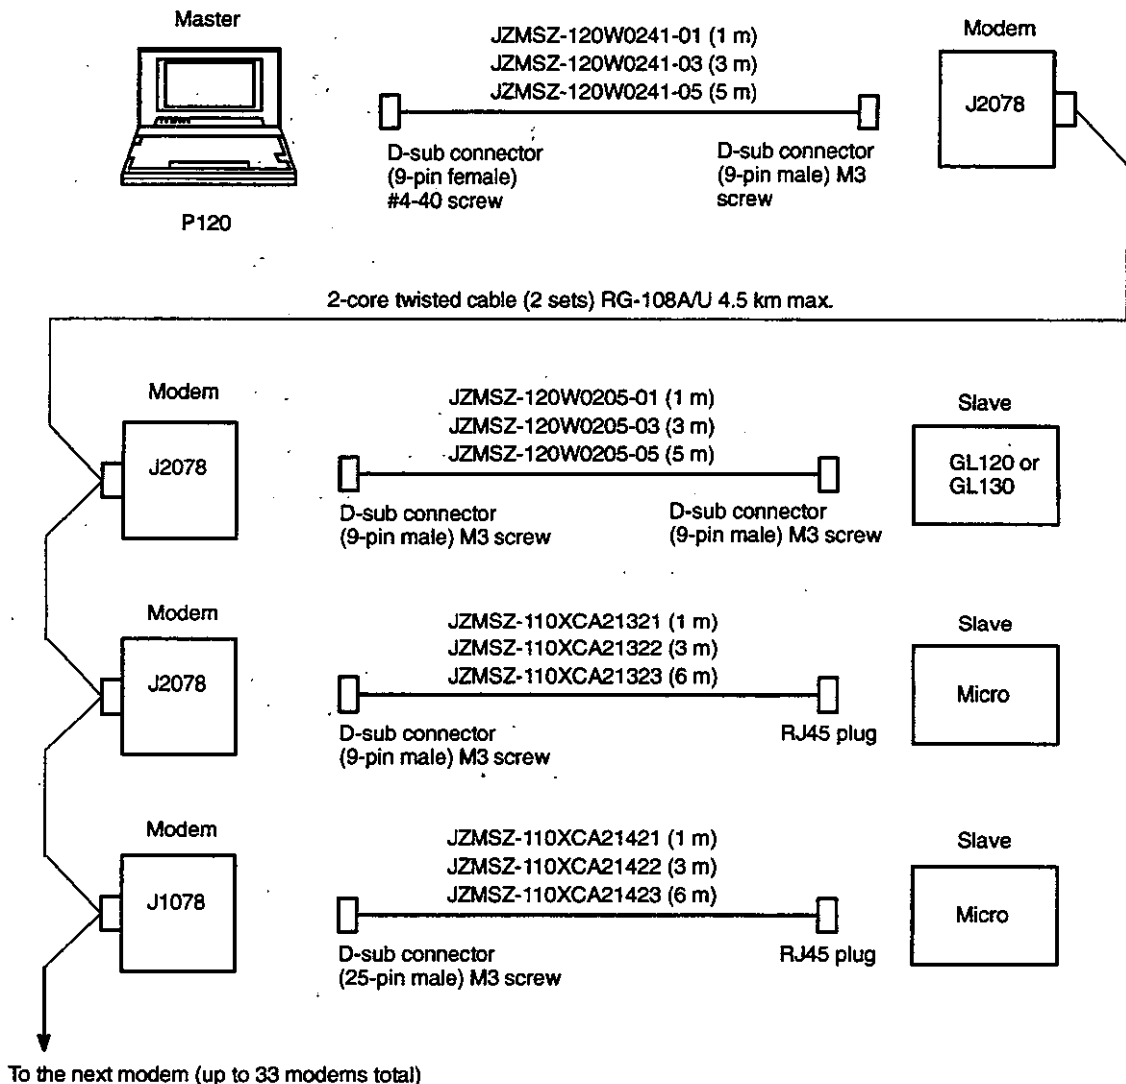 Master
JZMSZ-120W0241-01 (1 m)
JZMSZ-120W0241-03 (3 m)
JZMSZ-120W0241-05 (5 m)
Modem
J2078
D-sub connector
(9-pin female)
#4-40 screw
D-sub connector
(9-pin male) M3
screw
P120
2-core twisted cable (2 sets) RG-108A/U 4.5 km max.
Modem
JZMSZ-120W0205-01 (1 m)
JZMSZ-120W0205-03 (3 m)
JZMSZ-120W0205-05 (5 m)
Slave
J2078
GL120 or
GL130
D-sub connector
(9-pin male) M3 screw
D-sub connector
(9-pin male) M3 screw
Modem
JZMSZ-110XCA21321 (1 m)
JZMSZ-110XCA21322 (3 m)
JZMSZ-110XCA21323 (6 m)
Slave
J2078
Micro
D-sub connector
(9-pin male) M3 screw
RJ45 plug
Modem
JZMSZ-110XCA21421 (1 m)
JZMSZ-110XCA21422 (3 m)
JZMSZ-110XCA21423 (6 m)
Slave
J1078
Micro
D-sub connector
(25-pin male) M3 screw
RJ45 plug
To the next modem (up to 33 modems total)